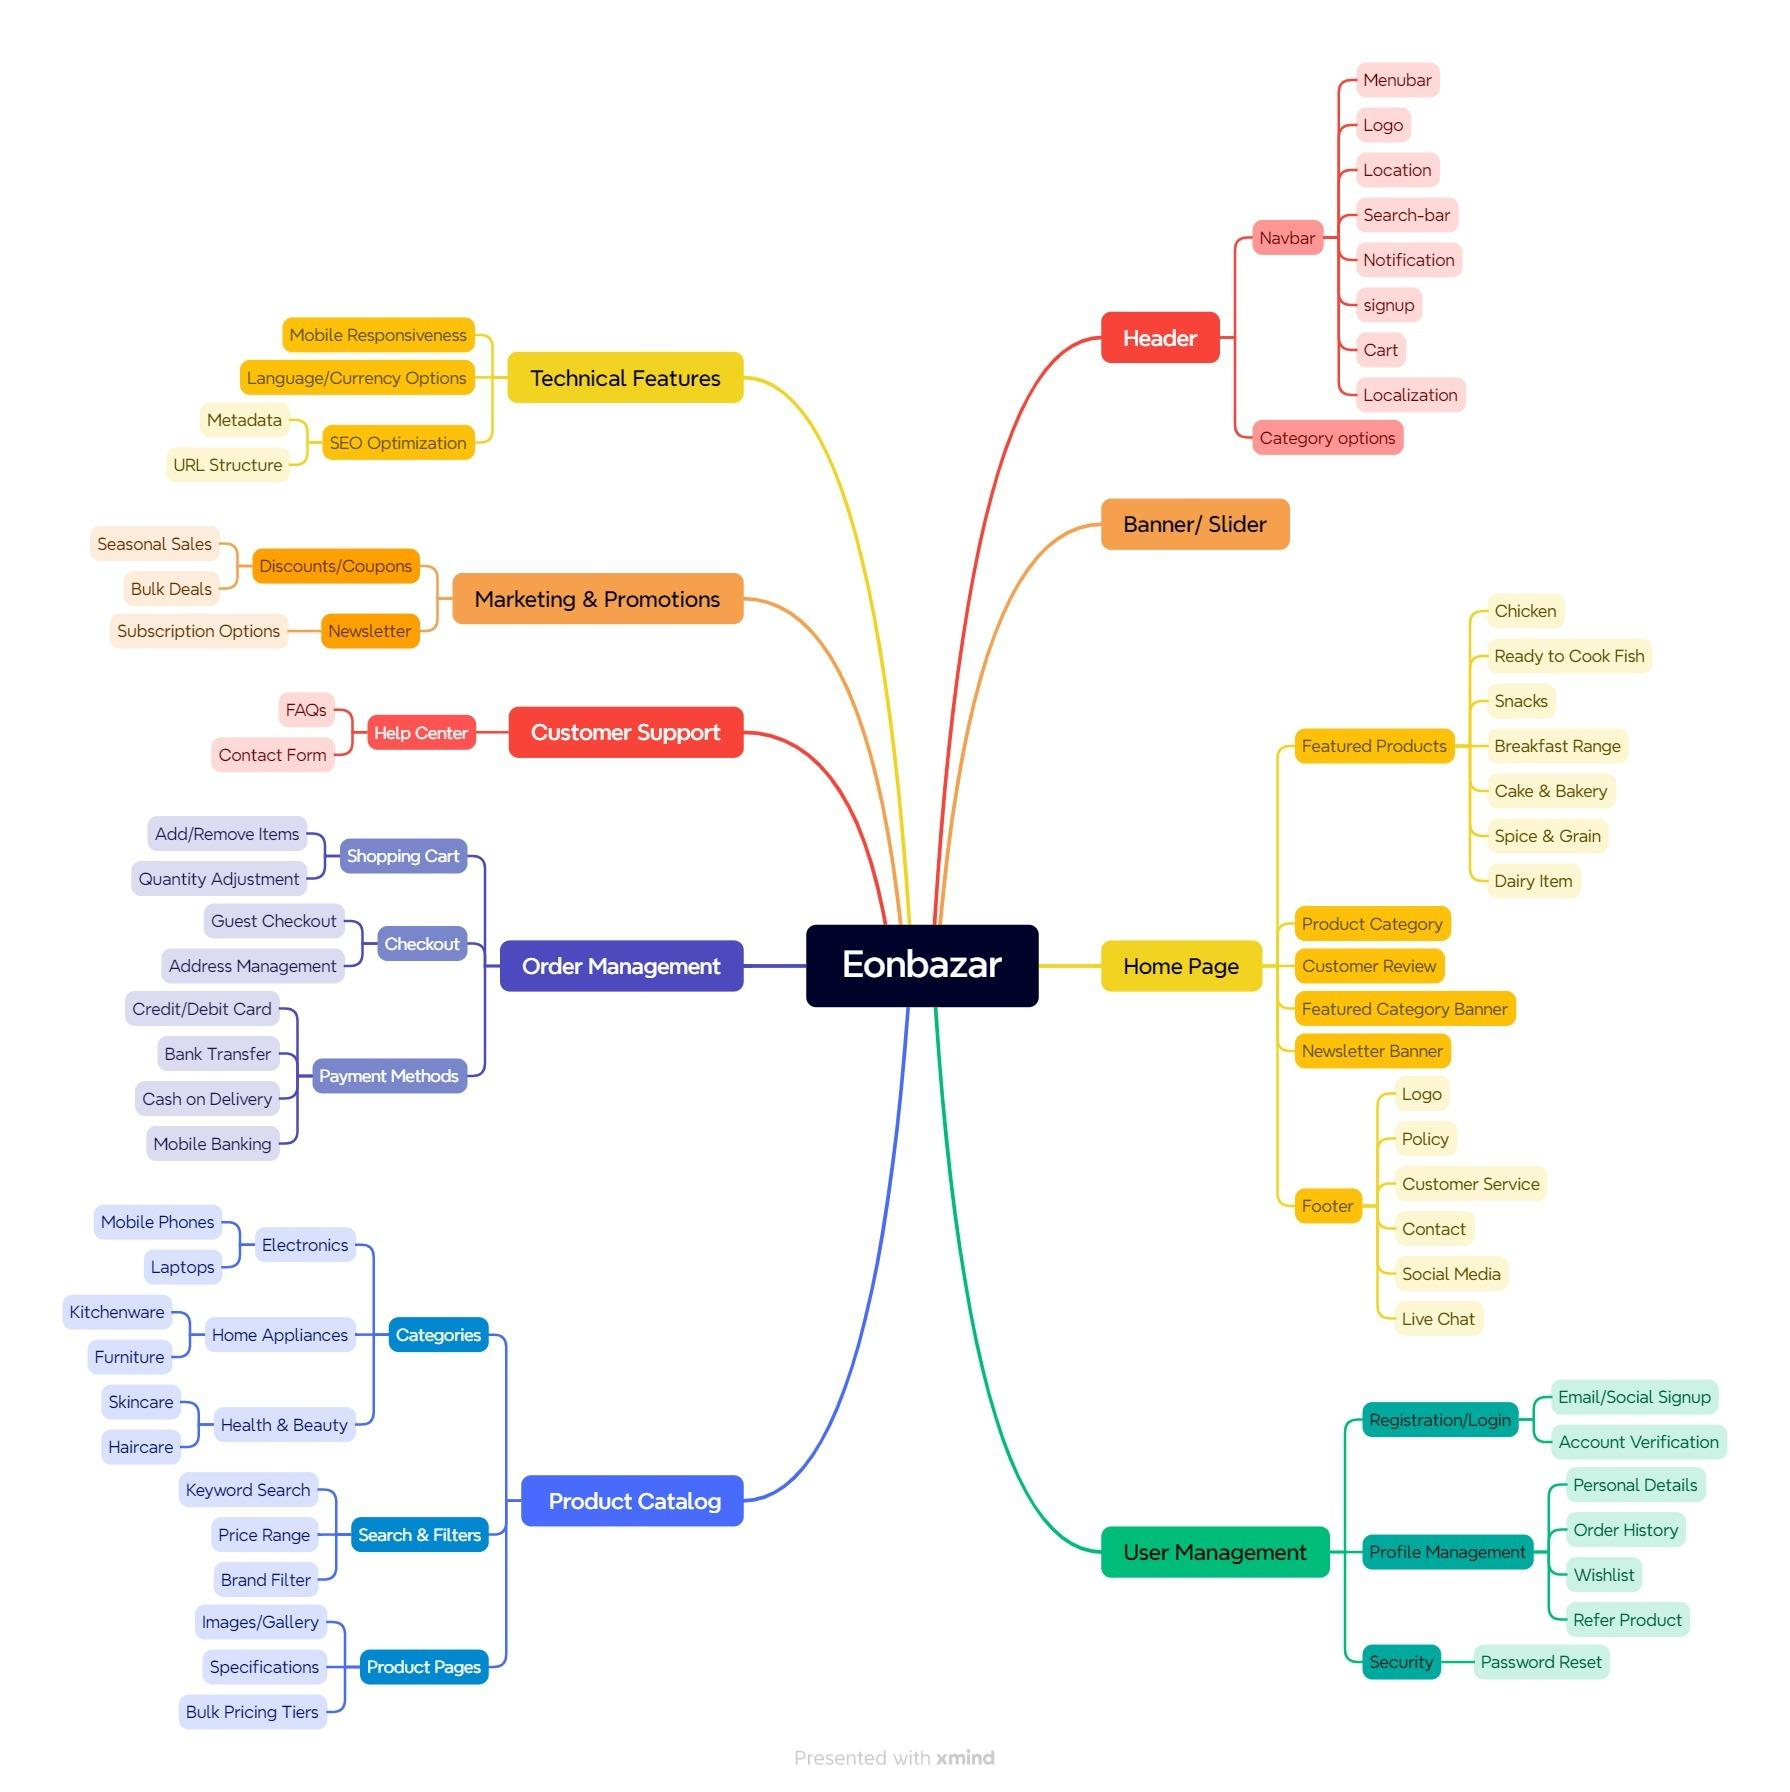 Eonbazar
Header
Navbar
Menubar
Logo
Location
Search-bar
Notification
signup
Cart
Localization
Category options
Banner/ Slider
Home Page
Featured Products
Chicken
Ready to Cook Fish
Snacks
Breakfast Range
Cake & Bakery
Spice & Grain
Dairy Item
Product Category
Customer Review
Featured Category Banner
Newsletter Banner
Footer
Logo
Policy
Customer Service
Contact
Social Media
Live Chat
User Management
Registration/Login
Email/Social Signup
Account Verification
Profile Management
Personal Details
Order History
Wishlist
Refer Product
Security
Password Reset
Technical Features
Mobile Responsiveness
Language/Currency Options
SEO Optimization
Metadata
URL Structure
Marketing & Promotions
Discounts/Coupons
Seasonal Sales
Bulk Deals
Newsletter
Subscription Options
Customer Support
Help Center
FAQs
Contact Form
Order Management
Shopping Cart
Add/Remove Items
Quantity Adjustment
Checkout
Guest Checkout
Address Management
Payment Methods
Credit/Debit Card
Bank Transfer
Cash on Delivery
Mobile Banking
Product Catalog
Categories
Electronics
Mobile Phones
Laptops
Home Appliances
Kitchenware
Furniture
Health & Beauty
Skincare
Haircare
Search & Filters
Keyword Search
Price Range
Brand Filter
Product Pages
Images/Gallery
Specifications
Bulk Pricing Tiers
Presented with xmind